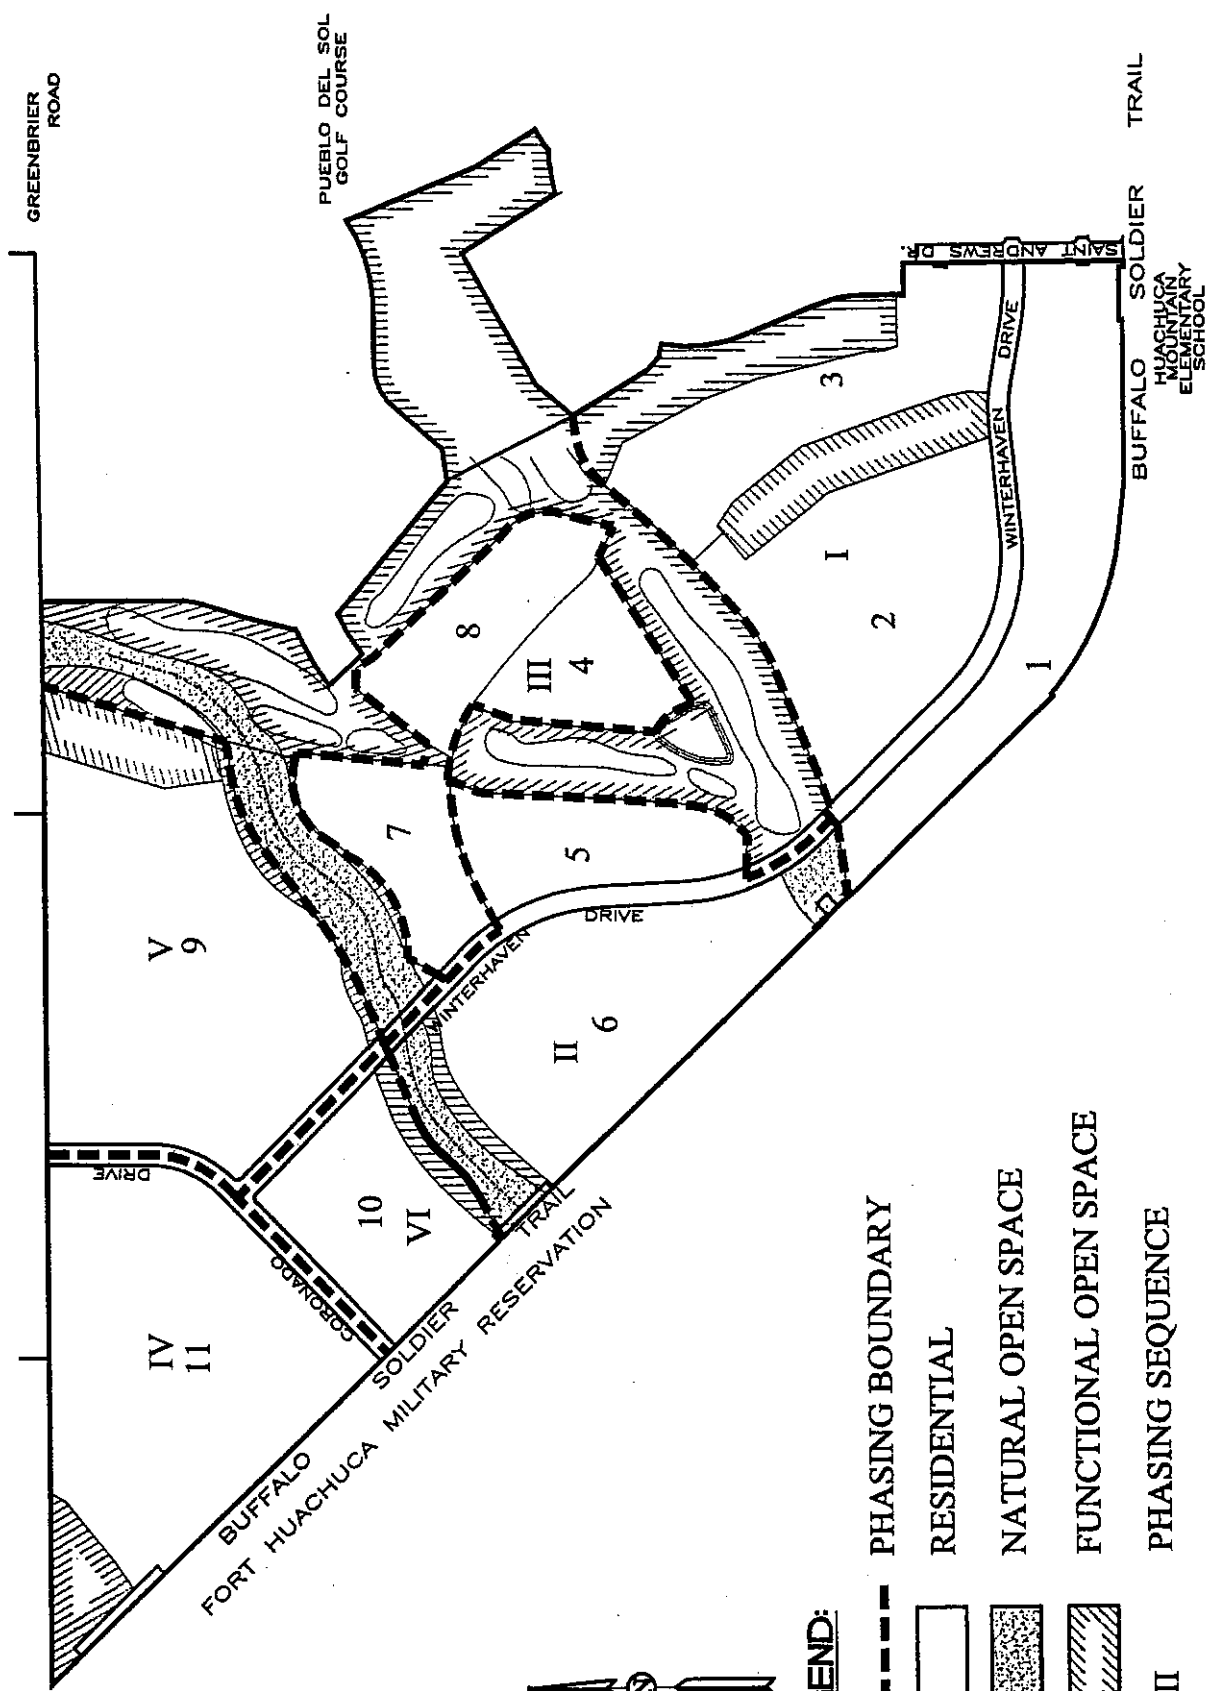 GREENBRIER
ROAD
PUEBLO DEL SOL
GOLF COURSE
SAINT ANDREWS DR.
BUFFALO SOLDIER TRAIL
HUACHUCA
MOUNTAIN
ELEMENTARY
SCHOOL
WINTERHAVEN DRIVE
3
I
2
1
8
III
4
7
5
DRIVE
WINTERHAVEN
V
9
II
6
10
VI
DRIVE
CORONADO
IV
11
BUFFALO SOLDIER TRAIL
FORT HUACHUCA MILITARY RESERVATION
N
END:
PHASING BOUNDARY
RESIDENTIAL
NATURAL OPEN SPACE
FUNCTIONAL OPEN SPACE
II PHASING SEQUENCE